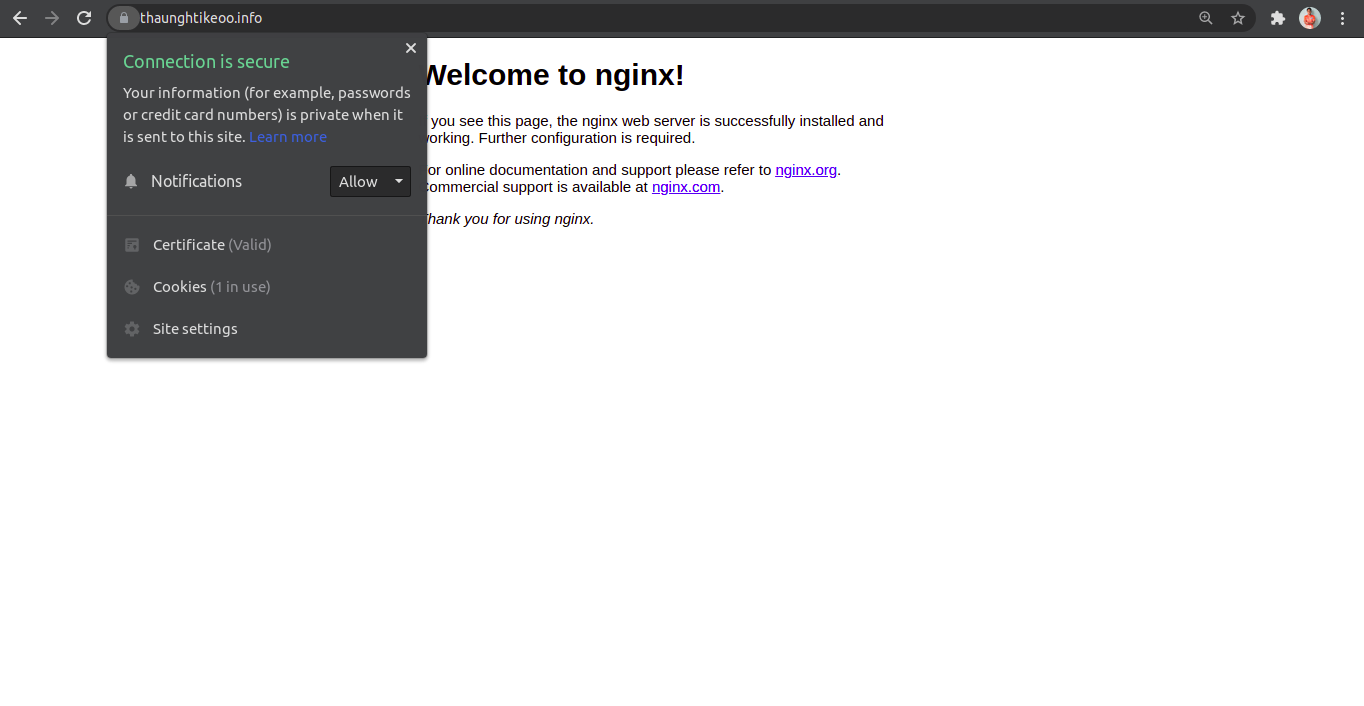 thaunghtikeoo.info
Connection is secure
Your information (for example, passwords
or credit card numbers) is private when it
is sent to this site. Learn more
Notifications
Allow
Certificate (Valid)
Cookies (1 in use)
Site settings
Welcome to nginx!
you see this page, the nginx web server is successfully installed and
working. Further configuration is required.
or online documentation and support please refer to nginx.org.
Commercial support is available at nginx.com.
Thank you for using nginx.